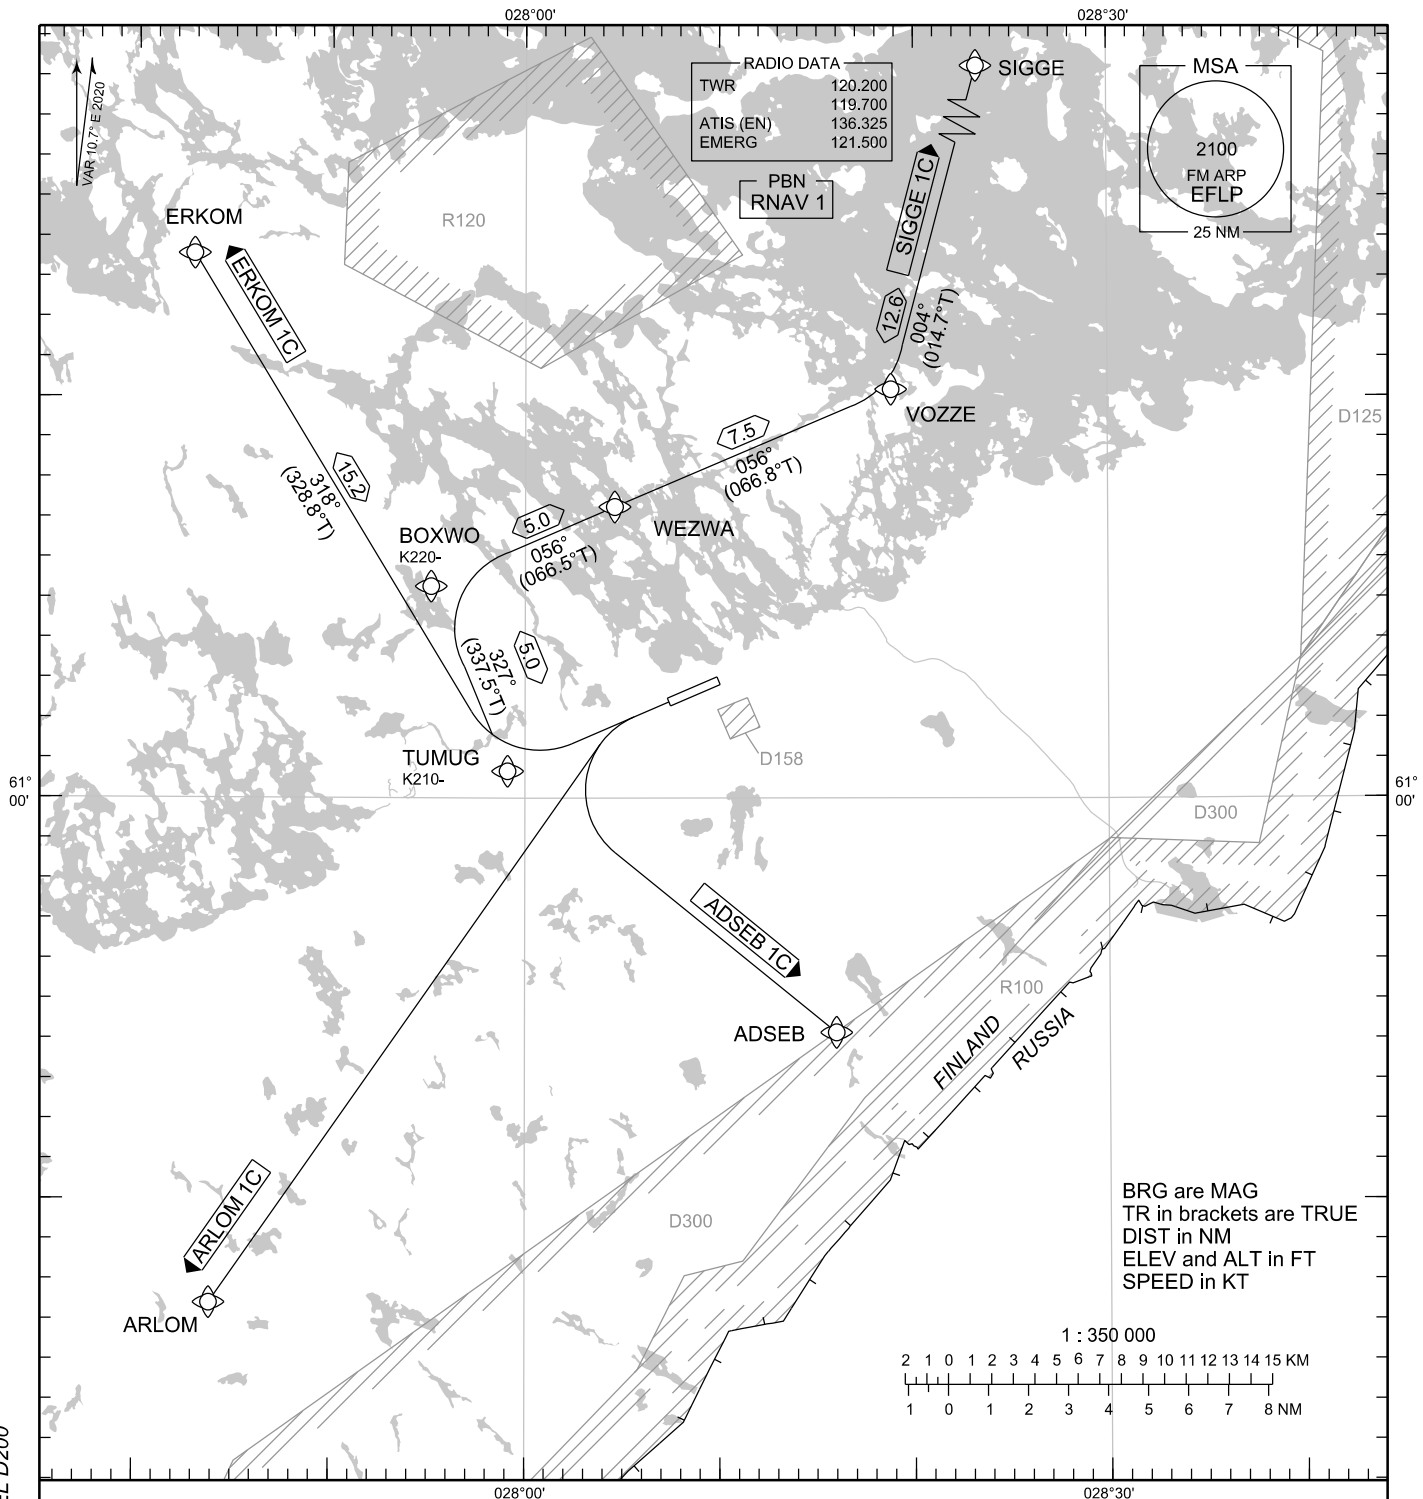 028°00'
028°30'
VAR 10.7° E 2020
RADIO DATA
TWR 120.200
119.700
ATIS (EN) 136.325
EMERG 121.500
PBN
RNAV 1
SIGGE
MSA
2100
FM ARP
EFLP
25 NM
ERKOM
R120
SIGGE 1C
ERKOM 1C
12.6
004°
(014.7°T)
VOZZE
D125
7.5
056°
(066.8°T)
15.2
318°
(328.8°T)
WEZWA
5.0
056°
(066.5°T)
BOXWO
K220-
5.0
327°
(337.5°T)
TUMUG
K210-
D158
61°
00'
61°
00'
D300
ADSEB 1C
R100
ADSEB
FINLAND
RUSSIA
ARLOM 1C
D300
ARLOM
BRG are MAG
TR in brackets are TRUE
DIST in NM
ELEV and ALT in FT
SPEED in KT
1 : 350 000
2 1 0 1 2 3 4 5 6 7 8 9 10 11 12 13 14 15 KM
1 0 1 2 3 4 5 6 7 8 NM
D200
028°00'
028°30'